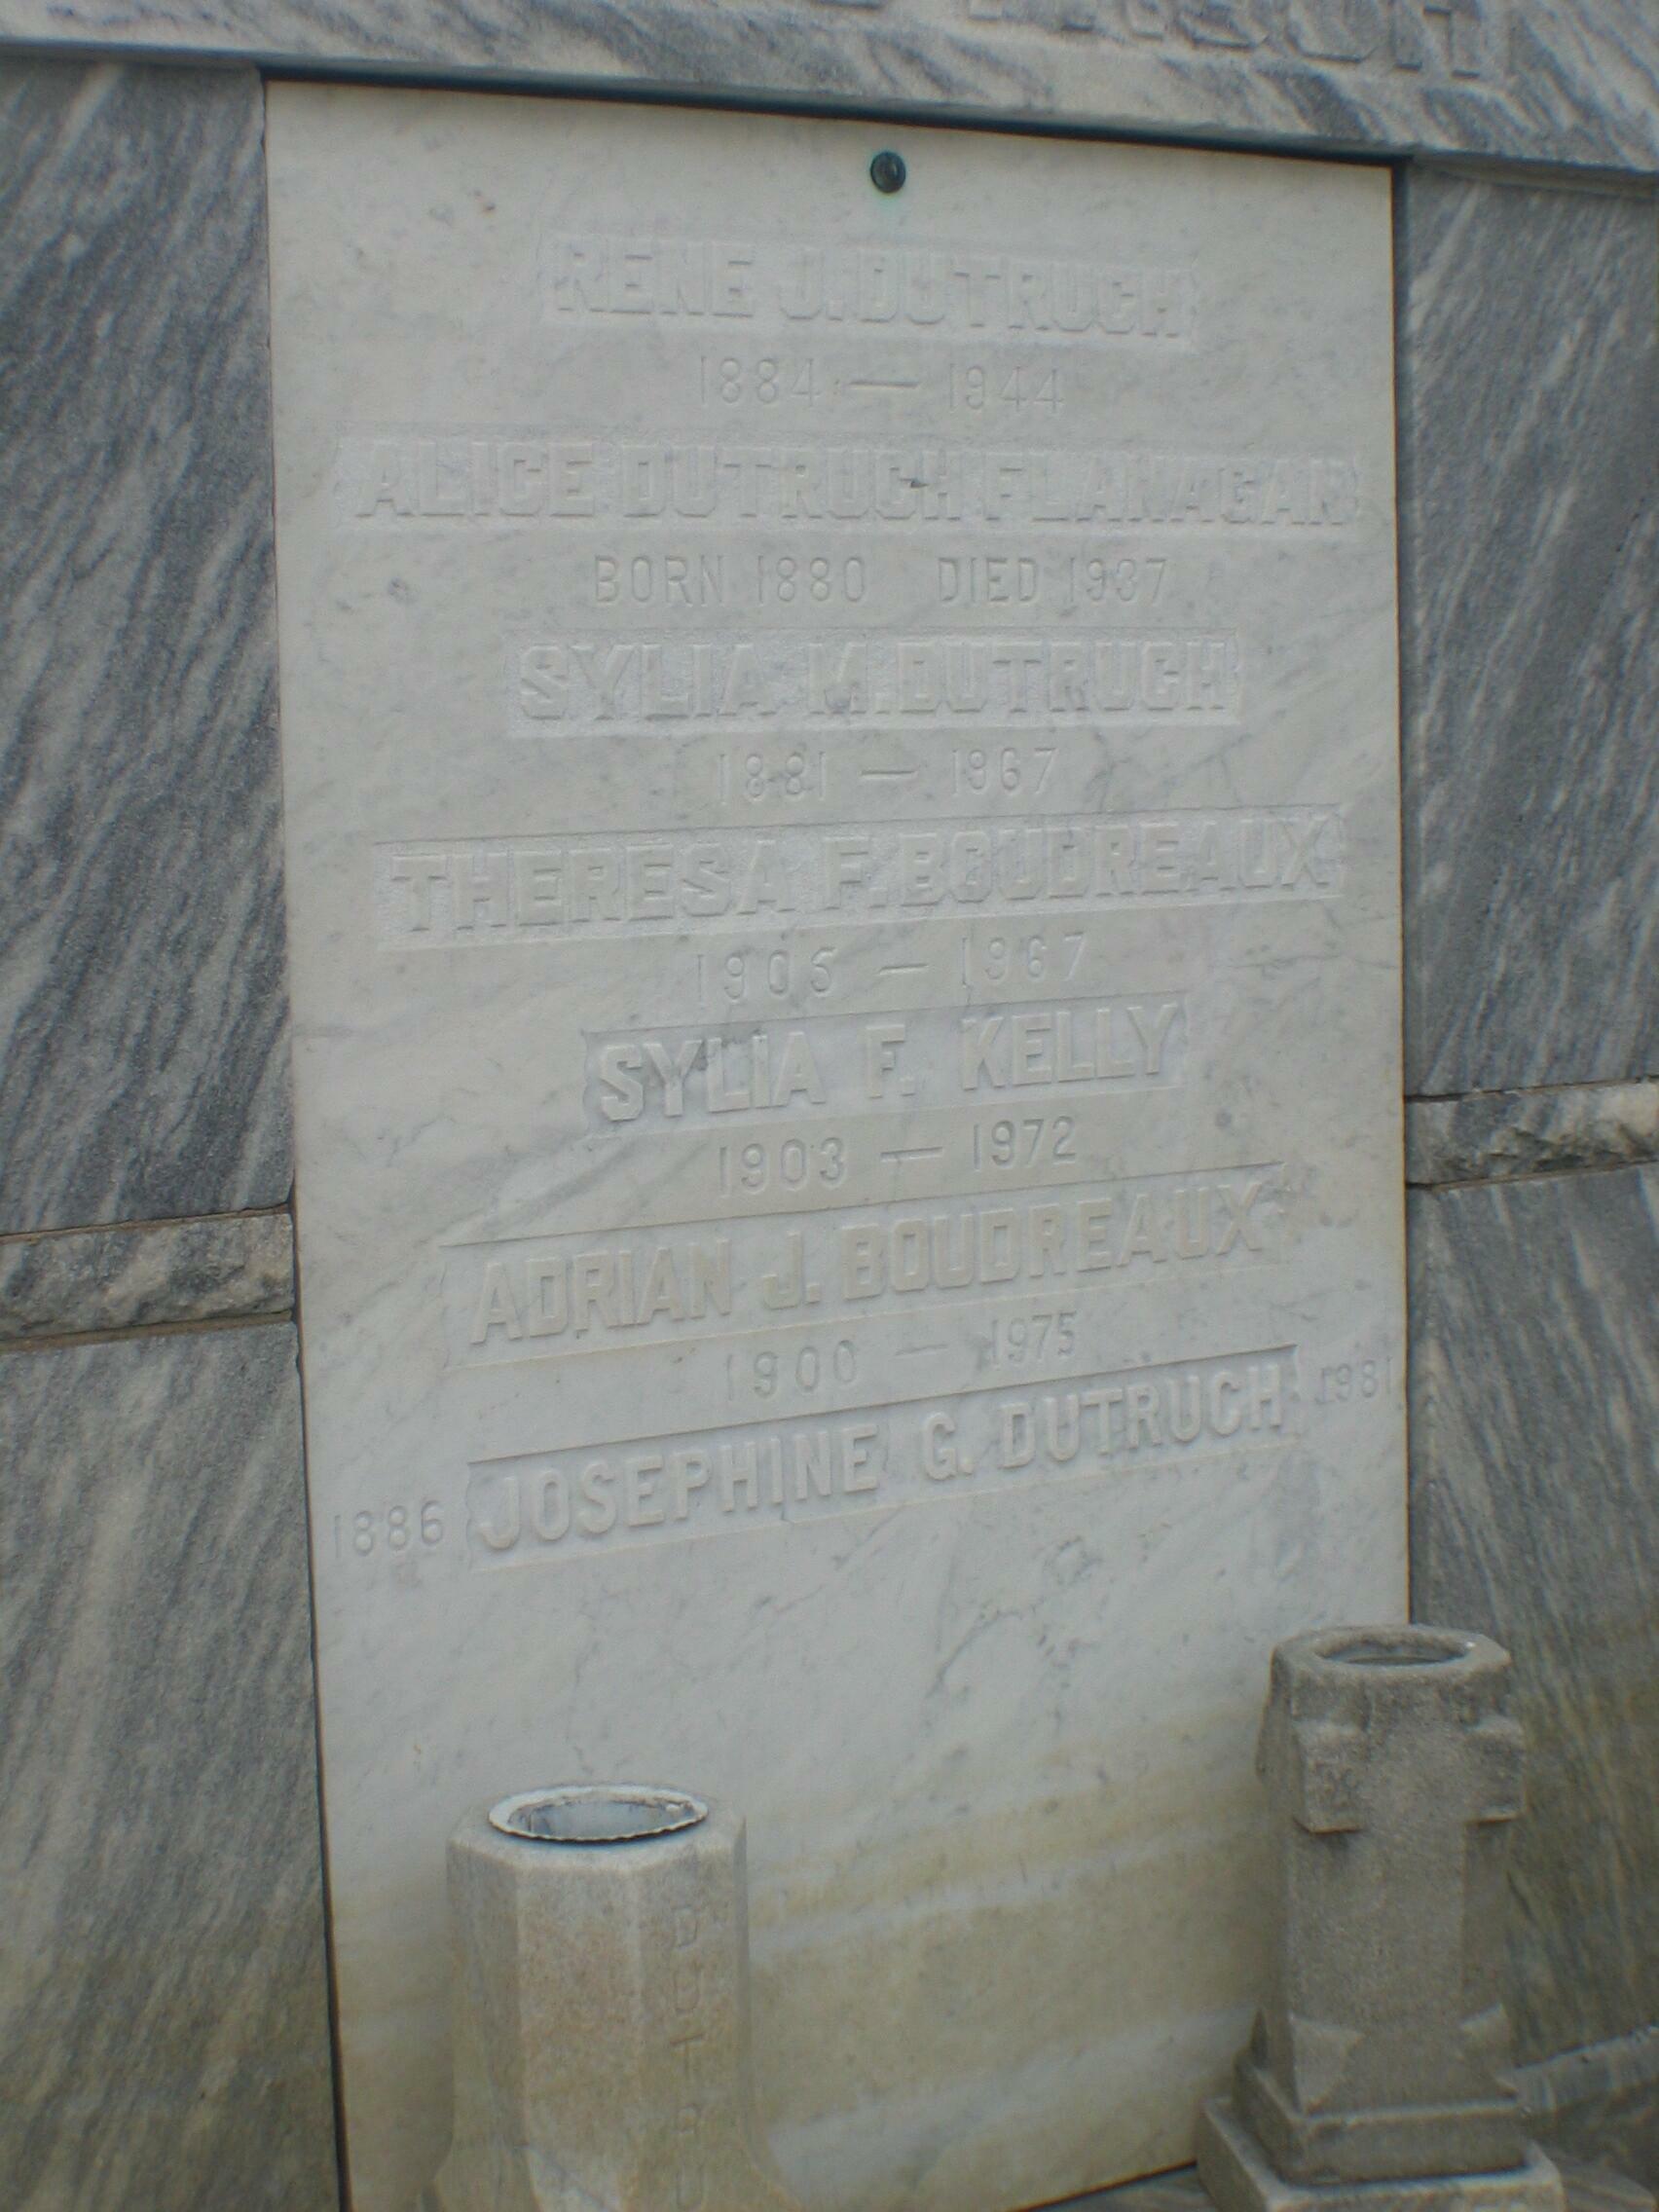 RENE J. DUTRUCH
1884 — 1944
ALICE DUTRUCH FLANAGAN
BORN 1880 DIED 1937
SYLIA M. DUTRUCH
1881 — 1967
THERESA F. BOUDREAUX
1905 — 1967
SYLIA F. KELLY
1903 — 1972
ADRIAN J. BOUDREAUX
1900 — 1975
1886 JOSEPHINE G. DUTRUCH 1981
DUTRU